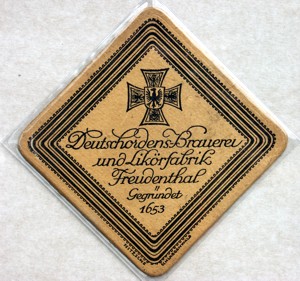 Deutschordens-Brauerei
und Likörfabrik
Freudenthal
Gegründet
1653